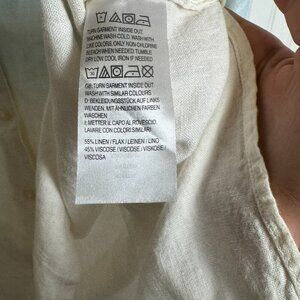 TURN GARMENT INSIDE OUT
MACHINE WASH COLD. WASH WITH
LIKE COLORS. ONLY NON-CHLORINE
BLEACH WHEN NEEDED TUMBLE
DRY LOW COOL IRON IF NEEDED
GB: TURN GARMENT INSIDE OUT
WASH WITH SIMILAR COLOURS
D: BEKLEIDUNGSSTÜCK AUF LINKS
WENDEN, MIT ÄHNLICHEN FARBEN
WASCHEN
I: METTER IL CAPO AL ROVESCIO,
LAVARE CON COLORI SIMILARI
55% LINEN / FLAX / LEINEN / LINO
45% VISCOSE / VISCOSE / VISKOSE /
VISCOSA